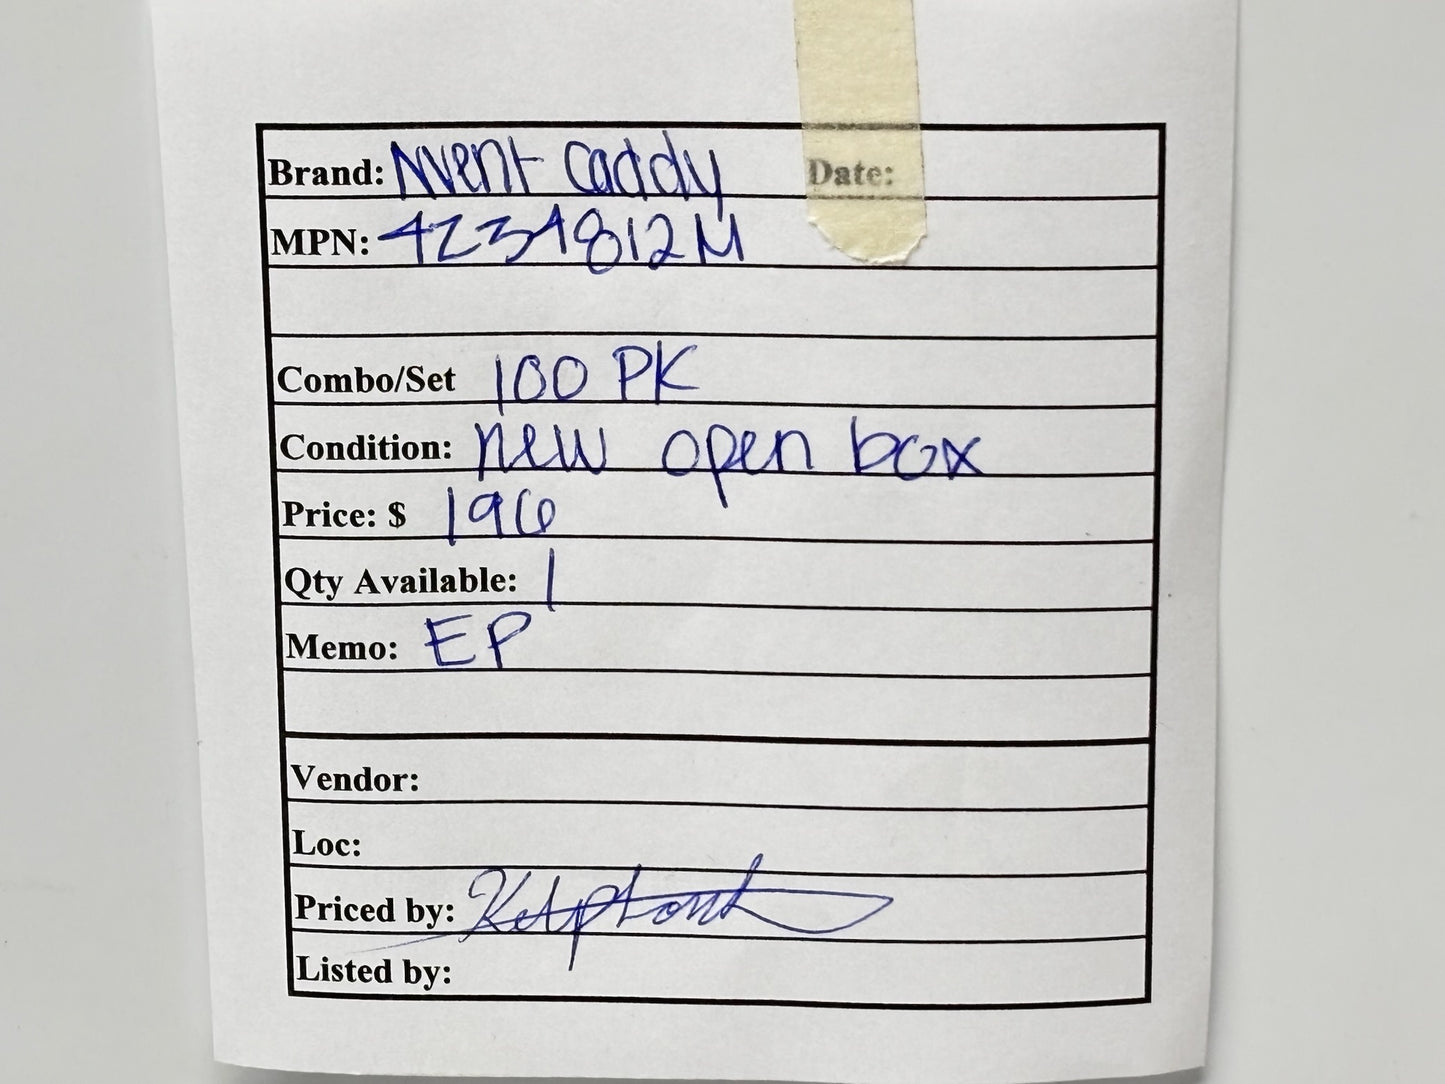 Brand: Nvent Caddy Date:
MPN: 4Z34812M
Combo/Set 100 PK
Condition: new open box
Price: $ 196
Qty Available: 1
Memo: EP
Vendor:
Loc:
Priced by:
Listed by: